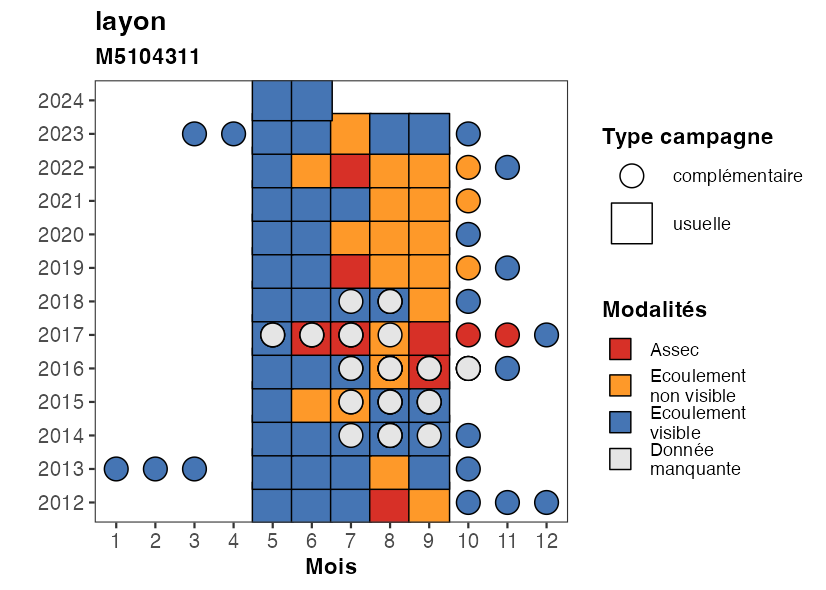 layon
M5104311
2024
2023
2022
2021
2020
2019
2018
2017
2016
2015
2014
2013
2012
1 2 3 4 5 6 7 8 9 10 11 12
Mois
Type campagne
complémentaire
usuelle
Modalités
Assec
Ecoulement
non visible
Ecoulement
visible
Donnée
manquante